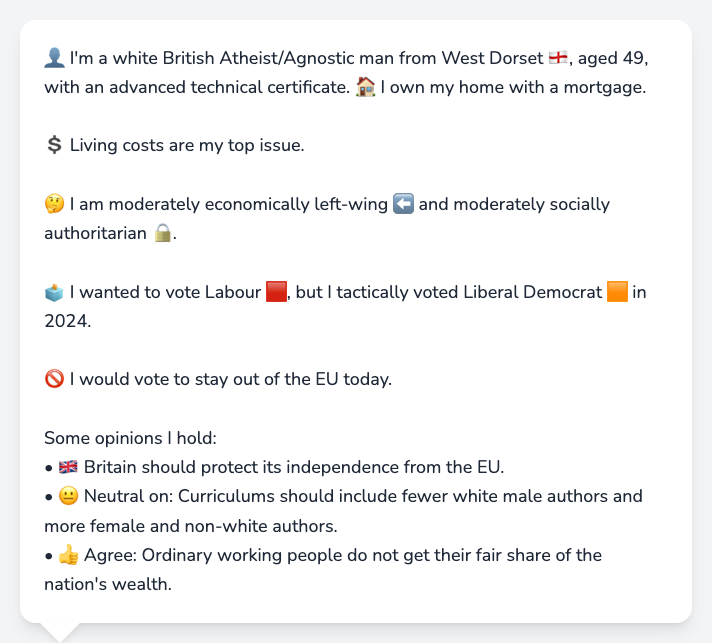 👤 I'm a white British Atheist/Agnostic man from West Dorset 🏴󠁧󠁢󠁥󠁮󠁧󠁿, aged 49,
with an advanced technical certificate. 🏠 I own my home with a mortgage.
💲 Living costs are my top issue.
🤔 I am moderately economically left-wing ⬅️ and moderately socially
authoritarian 🔒.
🗳️ I wanted to vote Labour 🟥, but I tactically voted Liberal Democrat 🟧 in
2024.
🚫 I would vote to stay out of the EU today.
Some opinions I hold:
• 🇬🇧 Britain should protect its independence from the EU.
• 😐 Neutral on: Curriculums should include fewer white male authors and
more female and non-white authors.
• 👍 Agree: Ordinary working people do not get their fair share of the
nation's wealth.